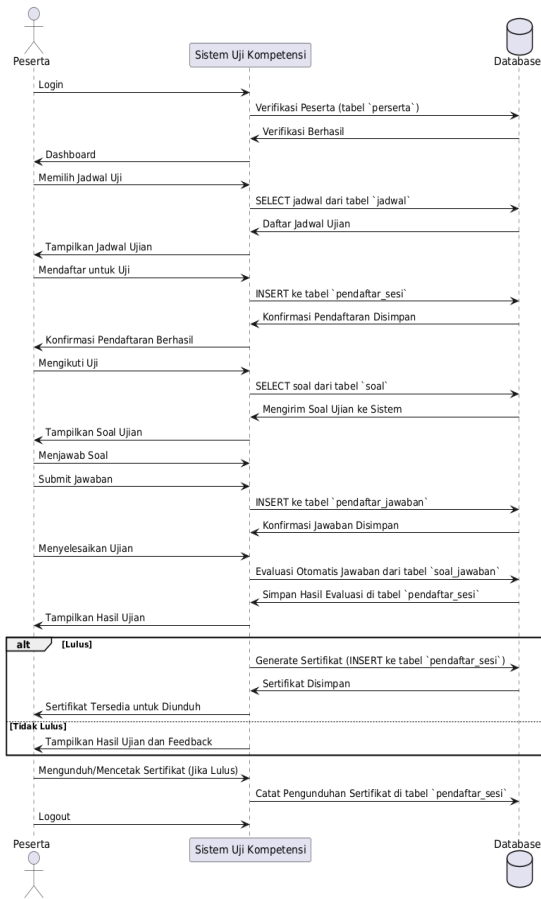 Peserta
Sistem Uji Kompetensi
Database
Login
Verifikasi Peserta (tabel `perserta`)
Verifikasi Berhasil
Dashboard
Memilih Jadwal Uji
SELECT jadwal dari tabel `jadwal`
Daftar Jadwal Ujian
Tampilkan Jadwal Ujian
Mendaftar untuk Uji
INSERT ke tabel `pendaftar_sesi`
Konfirmasi Pendaftaran Disimpan
Konfirmasi Pendaftaran Berhasil
Mengikuti Uji
SELECT soal dari tabel `soal`
Mengirim Soal Ujian ke Sistem
Tampilkan Soal Ujian
Menjawab Soal
Submit Jawaban
INSERT ke tabel `pendaftar_jawaban`
Konfirmasi Jawaban Disimpan
Menyelesaikan Ujian
Evaluasi Otomatis Jawaban dari tabel `soal_jawaban`
Simpan Hasil Evaluasi di tabel `pendaftar_sesi`
Tampilkan Hasil Ujian
alt [Lulus]
Generate Sertifikat (INSERT ke tabel `pendaftar_sesi`)
Sertifikat Disimpan
Sertifikat Tersedia untuk Diunduh
[Tidak Lulus]
Tampilkan Hasil Ujian dan Feedback
Mengunduh/Mencetak Sertifikat (Jika Lulus)
Catat Pengunduhan Sertifikat di tabel `pendaftar_sesi`
Logout
Peserta
Sistem Uji Kompetensi
Database